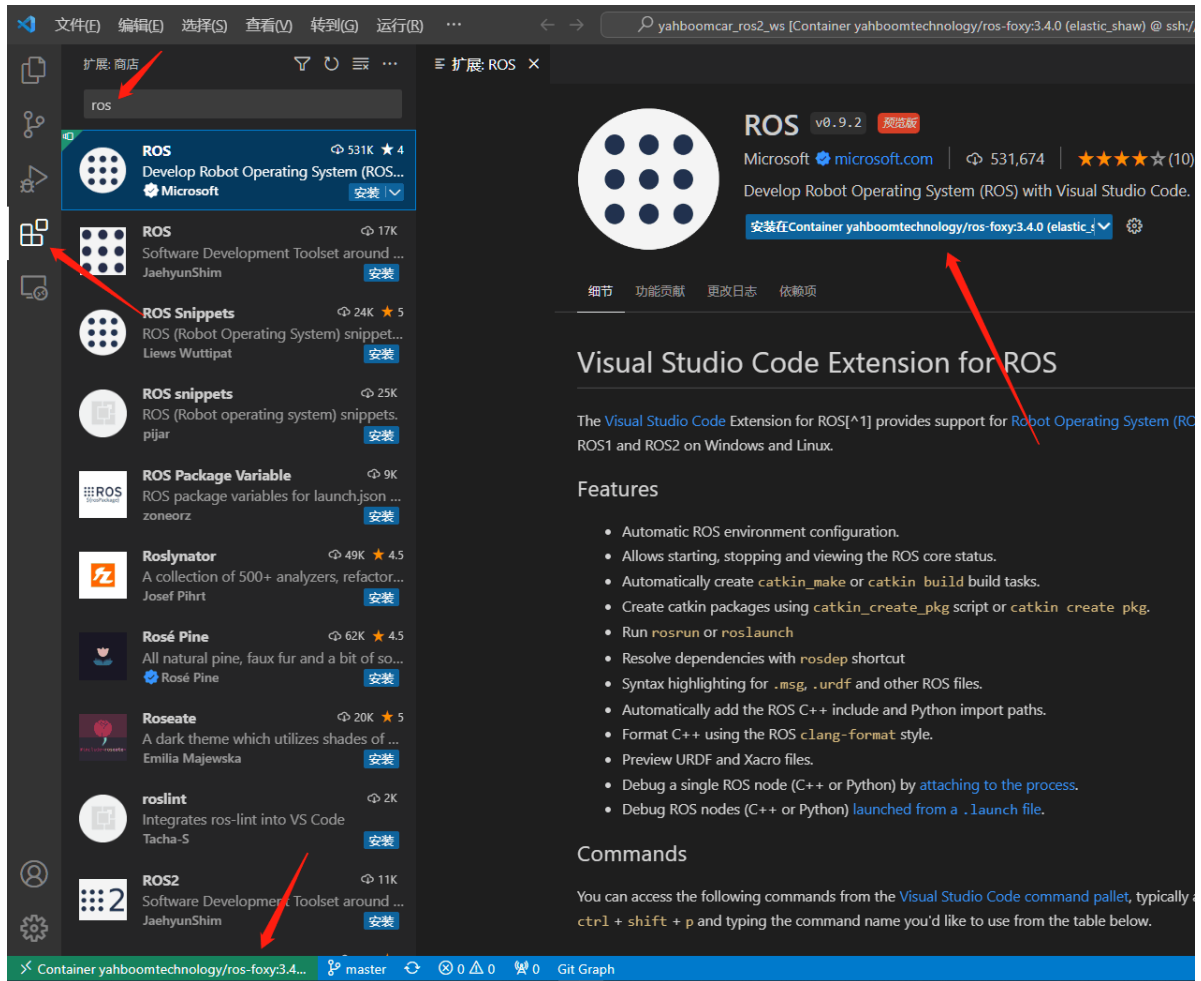 文件(F) 编辑(E) 选择(S) 查看(V) 转到(G) 运行(R) ··· yahboomcar_ros2_ws [Container yahboomtechnology/ros-foxy:3.4.0 (elastic_shaw) @ ssh:/
扩展: 商店
扩展: ROS
ros
ROS 531K ★ 4
Develop Robot Operating System (ROS...
Microsoft 安装
ROS 17K
Software Development Toolset around ...
JaehyunShim 安装
ROS Snippets 24K ★ 5
ROS (Robot Operating System) snippet...
Liews Wuttipat 安装
ROS snippets 25K
ROS (Robot operating system) snippets.
pijar 安装
ROS Package Variable 9K
ROS package variables for launch.json ...
zoneorz 安装
Roslynator 49K ★ 4.5
A collection of 500+ analyzers, refactor...
Josef Pihrt 安装
Rosé Pine 62K ★ 4.5
All natural pine, faux fur and a bit of so...
Rosé Pine 安装
Roseate 20K ★ 5
A dark theme which utilizes shades of ...
Emilia Majewska 安装
roslint 2K
Integrates ros-lint into VS Code
Tacha-S 安装
ROS2 11K
Software Development Toolset around ...
JaehyunShim 安装
ROS v0.9.2 预览版
Microsoft microsoft.com 531,674 ★★★★☆(10)
Develop Robot Operating System (ROS) with Visual Studio Code.
安装在Container yahboomtechnology/ros-foxy:3.4.0 (elastic_s
细节 功能贡献 更改日志 依赖项
Visual Studio Code Extension for ROS
The Visual Studio Code Extension for ROS[^1] provides support for Robot Operating System (RO
ROS1 and ROS2 on Windows and Linux.
Features
• Automatic ROS environment configuration.
• Allows starting, stopping and viewing the ROS core status.
• Automatically create catkin_make or catkin build build tasks.
• Create catkin packages using catkin_create_pkg script or catkin create pkg.
• Run rosrun or roslaunch
• Resolve dependencies with rosdep shortcut
• Syntax highlighting for .msg, .urdf and other ROS files.
• Automatically add the ROS C++ include and Python import paths.
• Format C++ using the ROS clang-format style.
• Preview URDF and Xacro files.
• Debug a single ROS node (C++ or Python) by attaching to the process.
• Debug ROS nodes (C++ or Python) launched from a .launch file.
Commands
You can access the following commands from the Visual Studio Code command pallet, typically a
ctrl + shift + p and typing the command name you'd like to use from the table below.
Container yahboomtechnology/ros-foxy:3.4... master 0 0 0 Git Graph